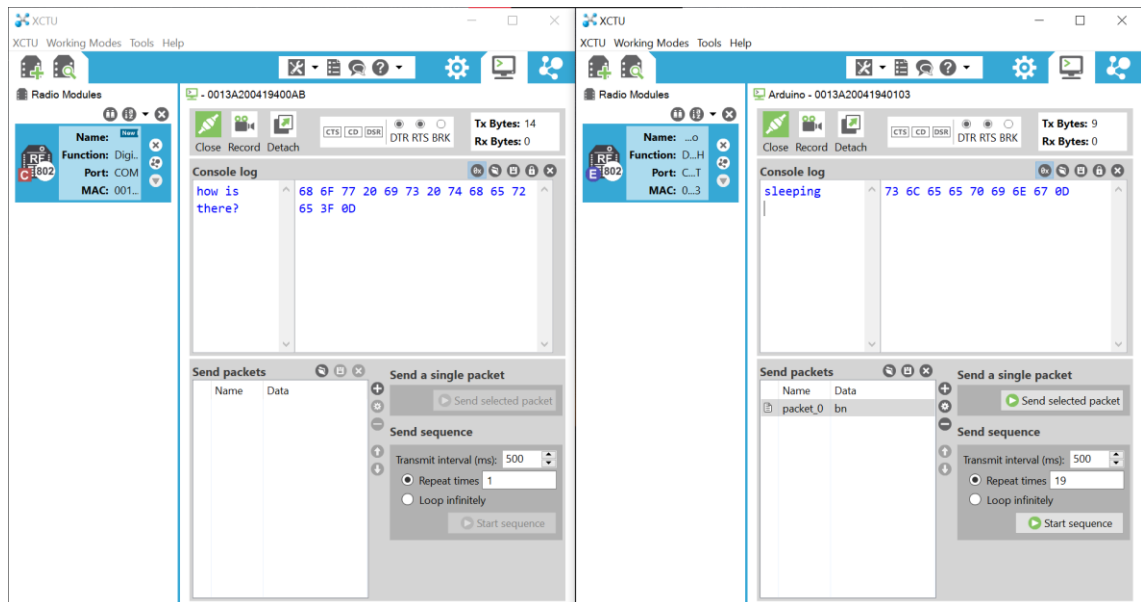 XCTU
XCTU Working Modes Tools Help
Radio Modules
- 0013A200419400AB
Name: New
Function: Digi...
Port: COM
MAC: 001...
RF
C 802
Close Record Detach
CTS CD DSR
DTR RTS BRK
Tx Bytes: 14
Rx Bytes: 0
Console log
how is 68 6F 77 20 69 73 20 74 68 65 72
there? 65 3F 0D
Send packets
Name Data
Send a single packet
Send selected packet
Send sequence
Transmit interval (ms): 500
Repeat times 1
Loop infinitely
Start sequence
XCTU
XCTU Working Modes Tools Help
Radio Modules
Arduino - 0013A20041940103
Name: ...o
Function: D...H
Port: C...T
MAC: 0...3
RF
E 802
Close Record Detach
CTS CD DSR
DTR RTS BRK
Tx Bytes: 9
Rx Bytes: 0
Console log
sleeping 73 6C 65 65 70 69 6E 67 0D
Send packets
Name Data
packet_0 bn
Send a single packet
Send selected packet
Send sequence
Transmit interval (ms): 500
Repeat times 19
Loop infinitely
Start sequence